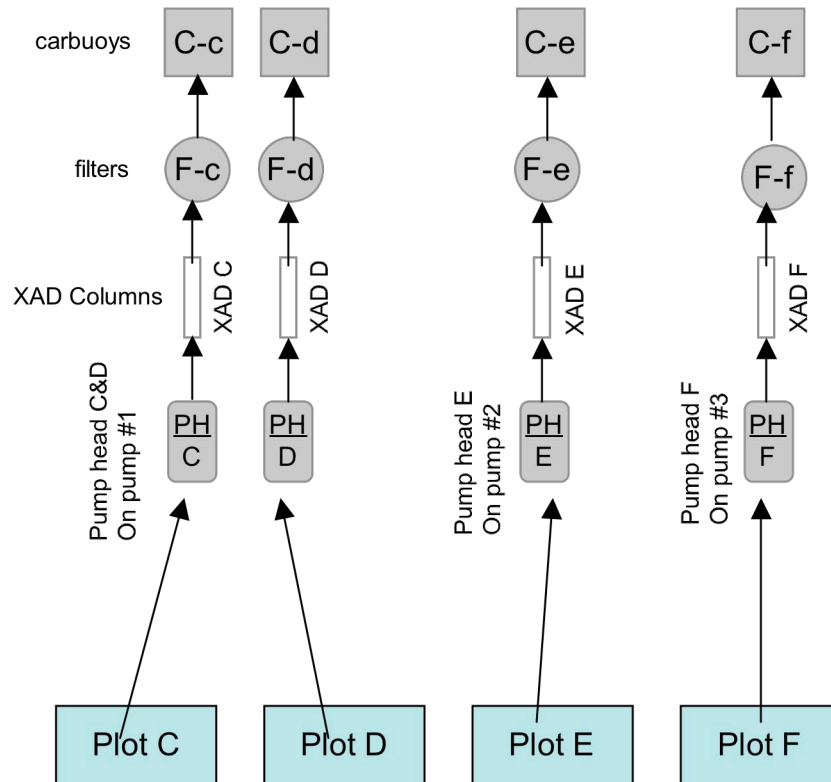 carbuoys C-c C-d C-e C-f
filters F-c F-d F-e F-f
XAD Columns XAD C XAD D XAD E XAD F
Pump head C&D
On pump #1
PH
C
PH
D
Pump head E
On pump #2
PH
E
Pump head F
On pump #3
PH
F
Plot C Plot D Plot E Plot F